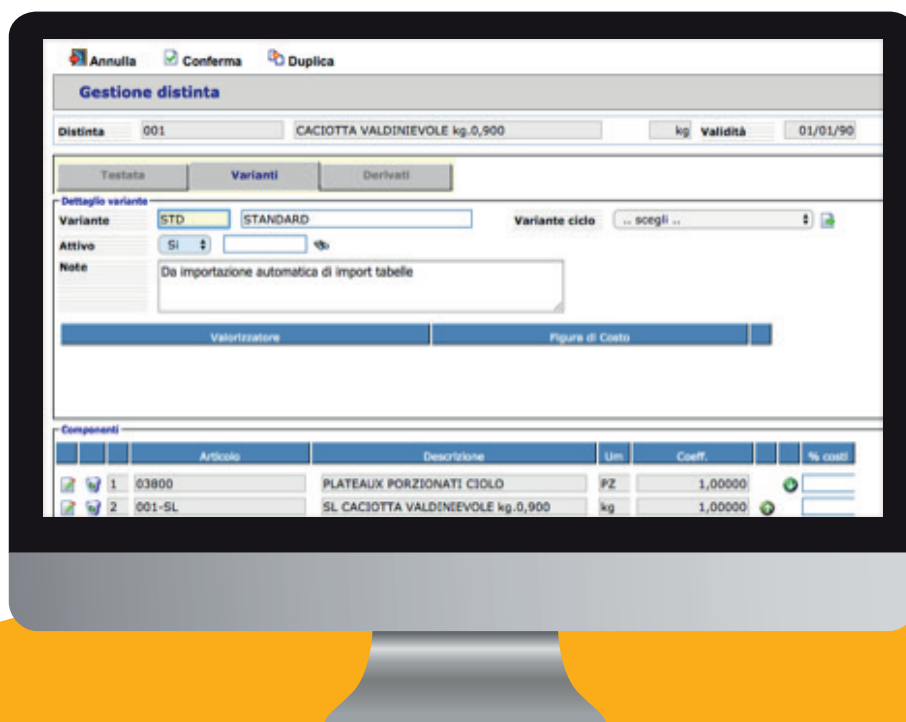 Annulla Conferma Duplica
Gestione distinta
Distinta 001 CACIOTTA VALDINIEVOLE kg.0,900 kg Validità 01/01/90
Testata Varianti Derivati
Dettaglio variante
Variante STD STANDARD Variante ciclo .. scegli ..
Attivo Si
Note Da importazione automatica di import tabelle
Valorizzatore Figura di Costo
Componenti
Articolo Descrizione Um Coeff. % costi
1 03800 PLATEAUX PORZIONATI CIOLO PZ 1,00000
2 001-SL SL CACIOTTA VALDINIEVOLE kg.0,900 kg 1,00000